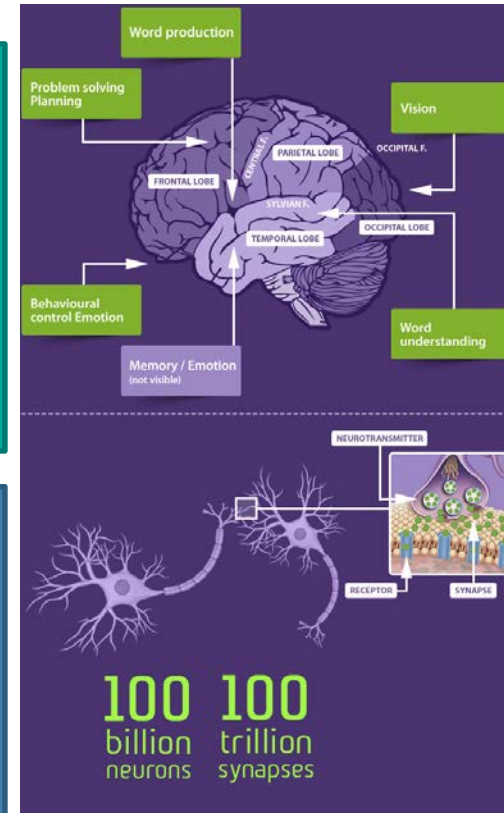 Word production
Problem solving
Planning
Vision
OCCIPITAL F.
CENTRAL F.
PARIETAL LOBE
FRONTAL LOBE
SYLVIAN F.
OCCIPITAL LOBE
TEMPORAL LOBE
Behavioural
control Emotion
Word
understanding
Memory / Emotion
(not visible)
NEUROTRANSMITTER
RECEPTOR
SYNAPSE
100
billion
neurons
100
trillion
synapses